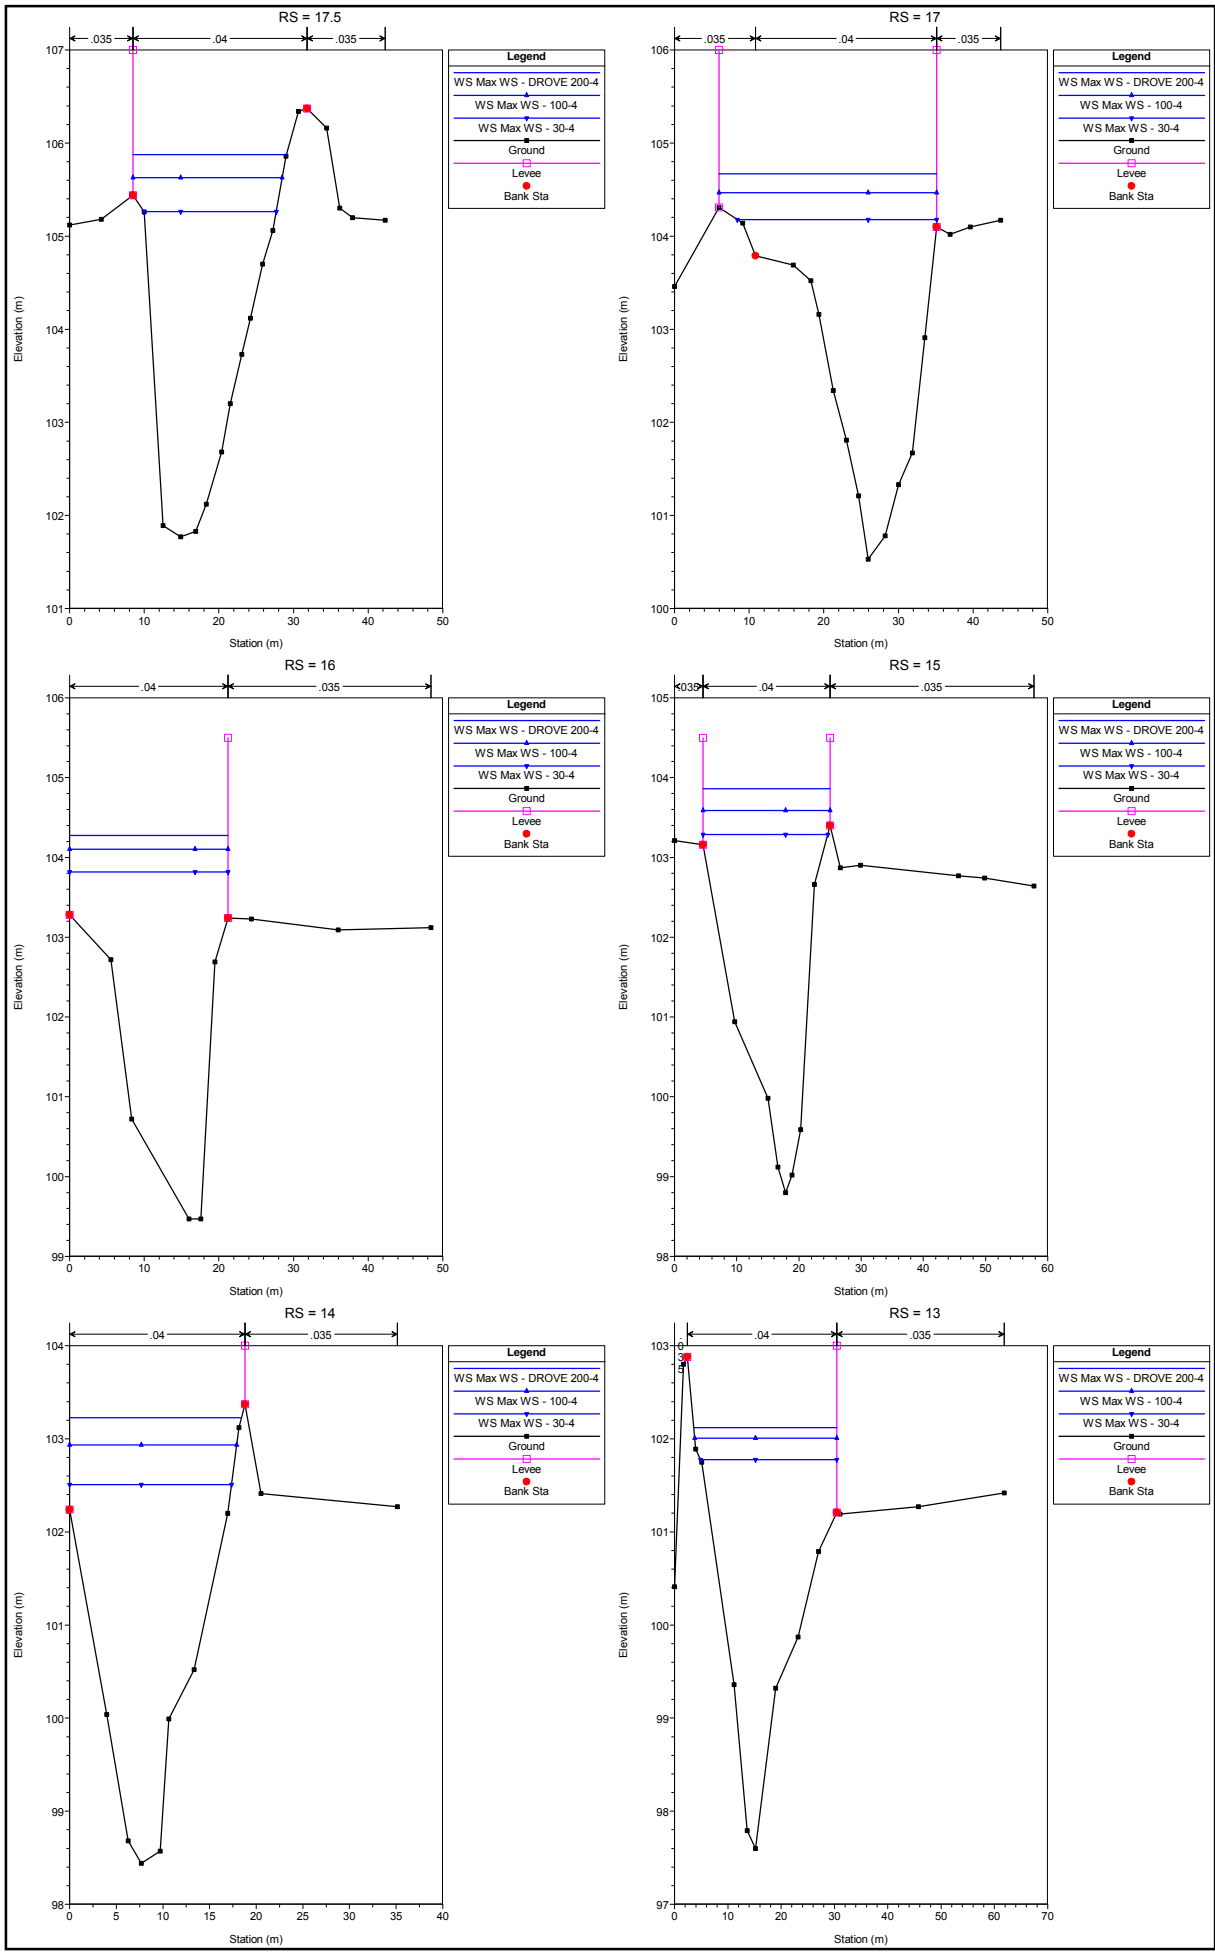 RS = 17.5
.035 .04 .035
107
106
105
104
103
102
101
0 10 20 30 40 50
Elevation (m)
Station (m)
Legend
WS Max WS - DROVE 200-4
WS Max WS - 100-4
WS Max WS - 30-4
Ground
Levee
Bank Sta
RS = 17
.035 .04 .035
106
105
104
103
102
101
100
0 10 20 30 40 50
Elevation (m)
Station (m)
Legend
WS Max WS - DROVE 200-4
WS Max WS - 100-4
WS Max WS - 30-4
Ground
Levee
Bank Sta
RS = 16
.04 .035
106
105
104
103
102
101
100
99
0 10 20 30 40 50
Elevation (m)
Station (m)
Legend
WS Max WS - DROVE 200-4
WS Max WS - 100-4
WS Max WS - 30-4
Ground
Levee
Bank Sta
RS = 15
.035 .04 .035
105
104
103
102
101
100
99
98
0 10 20 30 40 50 60
Elevation (m)
Station (m)
Legend
WS Max WS - DROVE 200-4
WS Max WS - 100-4
WS Max WS - 30-4
Ground
Levee
Bank Sta
RS = 14
.04 .035
104
103
102
101
100
99
98
0 5 10 15 20 25 30 35 40
Elevation (m)
Station (m)
Legend
WS Max WS - DROVE 200-4
WS Max WS - 100-4
WS Max WS - 30-4
Ground
Levee
Bank Sta
RS = 13
.035 .04 .035
103
102
101
100
99
98
97
0 10 20 30 40 50 60 70
Elevation (m)
Station (m)
Legend
WS Max WS - DROVE 200-4
WS Max WS - 100-4
WS Max WS - 30-4
Ground
Levee
Bank Sta